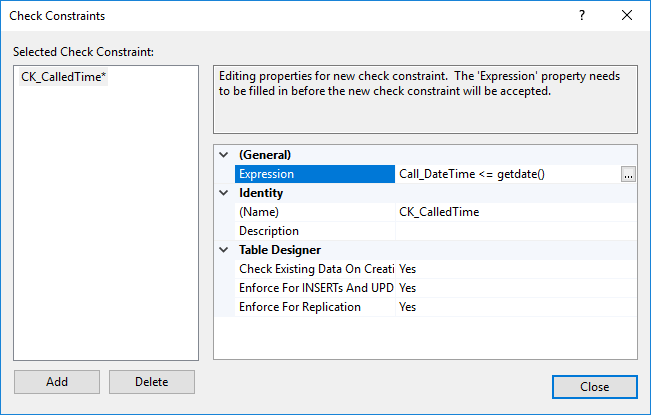 Check Constraints
?
Selected Check Constraint:
CK_CalledTime*
Editing properties for new check constraint.  The 'Expression' property needs
to be filled in before the new check constraint will be accepted.
(General)
Expression Call_DateTime <= getdate() ...
Identity
(Name) CK_CalledTime
Description
Table Designer
Check Existing Data On Creati Yes
Enforce For INSERTs And UPD Yes
Enforce For Replication Yes
Add Delete
Close